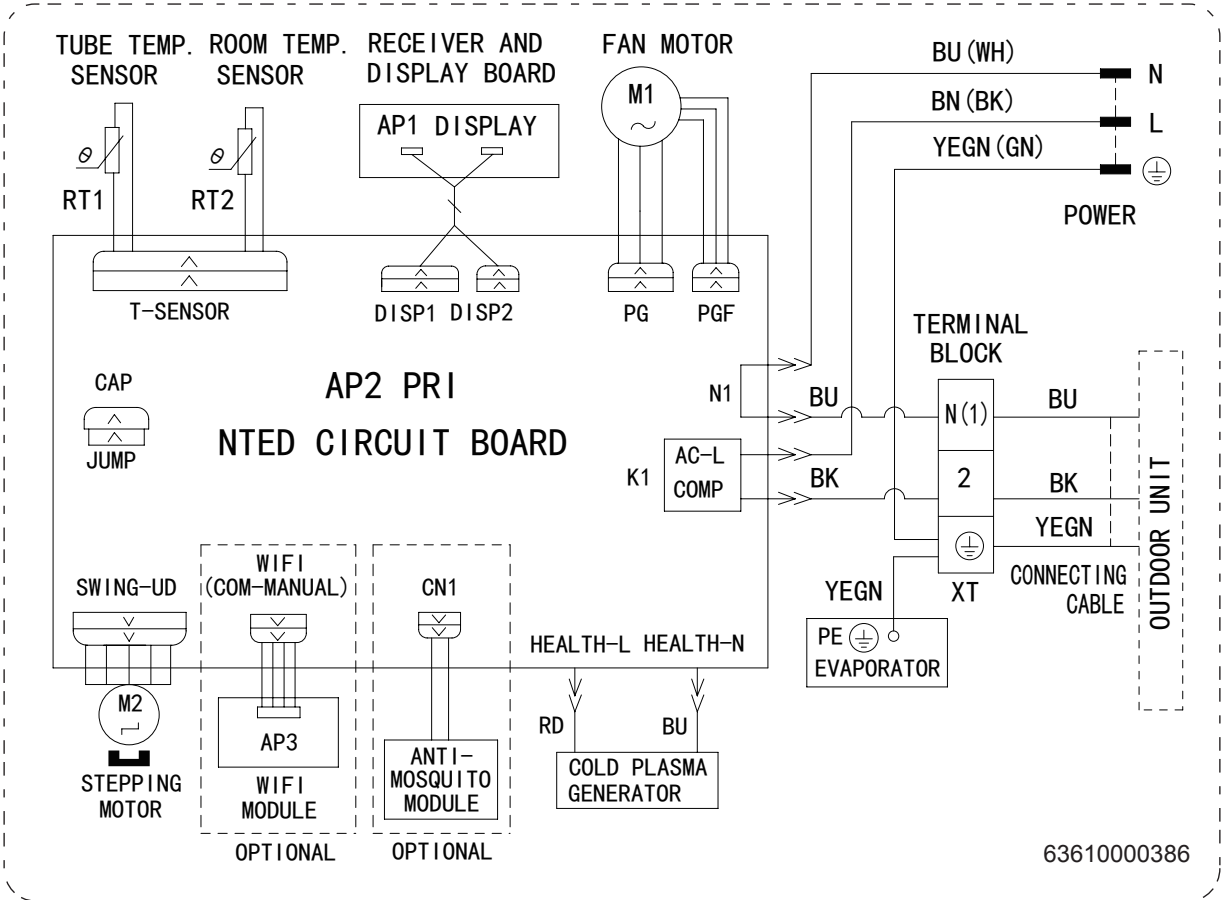 TUBE TEMP.
SENSOR
ROOM TEMP.
SENSOR
RECEIVER AND
DISPLAY BOARD
FAN MOTOR
BU(WH)
N
BN(BK)
L
YEGN(GN)
POWER
AP1 DISPLAY
M1
θ
RT1
θ
RT2
T-SENSOR
DISP1
DISP2
PG
PGF
TERMINAL
BLOCK
CAP
JUMP
AP2 PRI
NTED CIRCUIT BOARD
N1
BU
N(1)
BU
K1
AC-L
COMP
BK
2
BK
YEGN
XT
CONNECTING
CABLE
OUTDOOR UNIT
YEGN
PE
EVAPORATOR
SWING-UD
M2
STEPPING
MOTOR
WIFI
(COM-MANUAL)
AP3
WIFI
MODULE
OPTIONAL
CN1
ANTI-
MOSQUITO
MODULE
OPTIONAL
HEALTH-L
HEALTH-N
RD
BU
COLD PLASMA
GENERATOR
63610000386